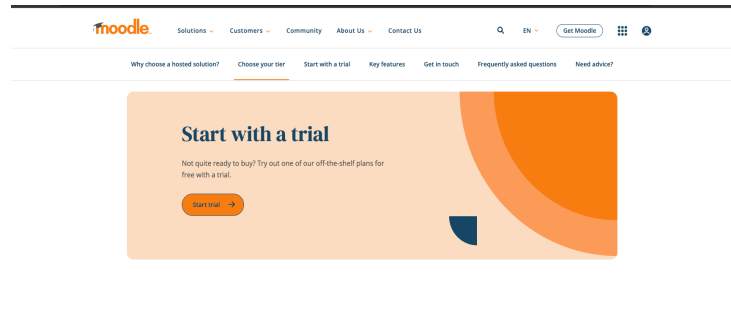 moodle
Solutions Customers Community About Us Contact Us EN Get Moodle
Why choose a hosted solution? Choose your tier Start with a trial Key features Get in touch Frequently asked questions Need advice?
Start with a trial
Not quite ready to buy? Try out one of our off-the-shelf plans for
free with a trial.
Start trial